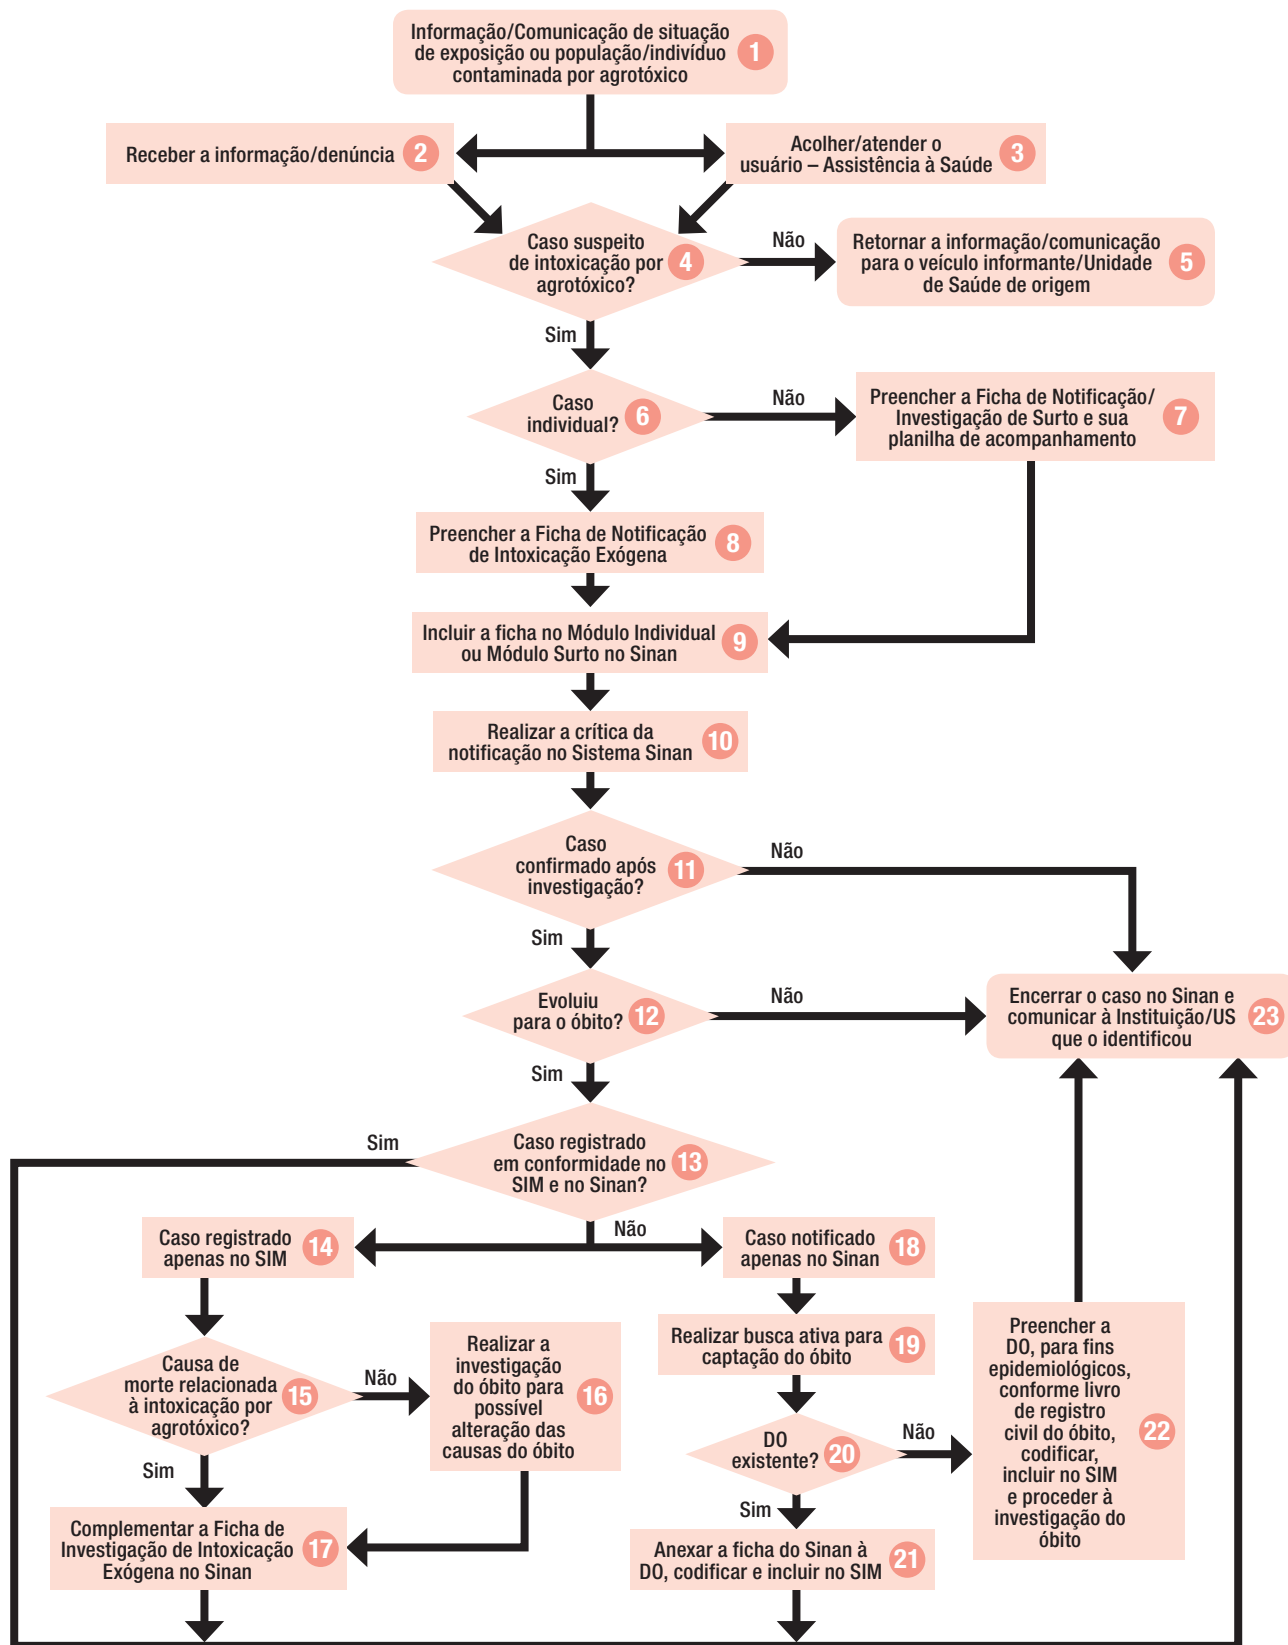 Informação/Comunicação de situação
de exposição ou população/indivíduo
contaminada por agrotóxico
1
Receber a informação/denúncia 2
Acolher/atender o
usuário – Assistência à Saúde
3
Caso suspeito
de intoxicação por
agrotóxico?
4
Não
Retornar a informação/comunicação
para o veículo informante/Unidade
de Saúde de origem
5
Sim
Caso
individual?
6
Não
Preencher a Ficha de Notificação/
Investigação de Surto e sua
planilha de acompanhamento
7
Sim
Preencher a Ficha de Notificação
de Intoxicação Exógena
8
Incluir a ficha no Módulo Individual
ou Módulo Surto no Sinan
9
Realizar a crítica da
notificação no Sistema Sinan
10
Caso
confirmado após
investigação?
11
Não
Sim
Evoluiu
para o óbito?
12
Não
Encerrar o caso no Sinan e
comunicar à Instituição/US
que o identificou
23
Sim
Caso registrado
em conformidade no
SIM e no Sinan?
13
Sim
Não
Caso registrado
apenas no SIM
14
Caso notificado
apenas no Sinan
18
Causa de
morte relacionada
à intoxicação por
agrotóxico?
15
Não
Realizar a
investigação
do óbito para
possível
alteração das
causas do óbito
16
Sim
Complementar a Ficha de
Investigação de Intoxicação
Exógena no Sinan
17
Realizar busca ativa para
captação do óbito
19
DO
existente?
20
Não
Preencher a
DO, para fins
epidemiológicos,
conforme livro
de registro
civil do óbito,
codificar,
incluir no SIM
e proceder à
investigação do
óbito
22
Sim
Anexar a ficha do Sinan à
DO, codificar e incluir no SIM
21